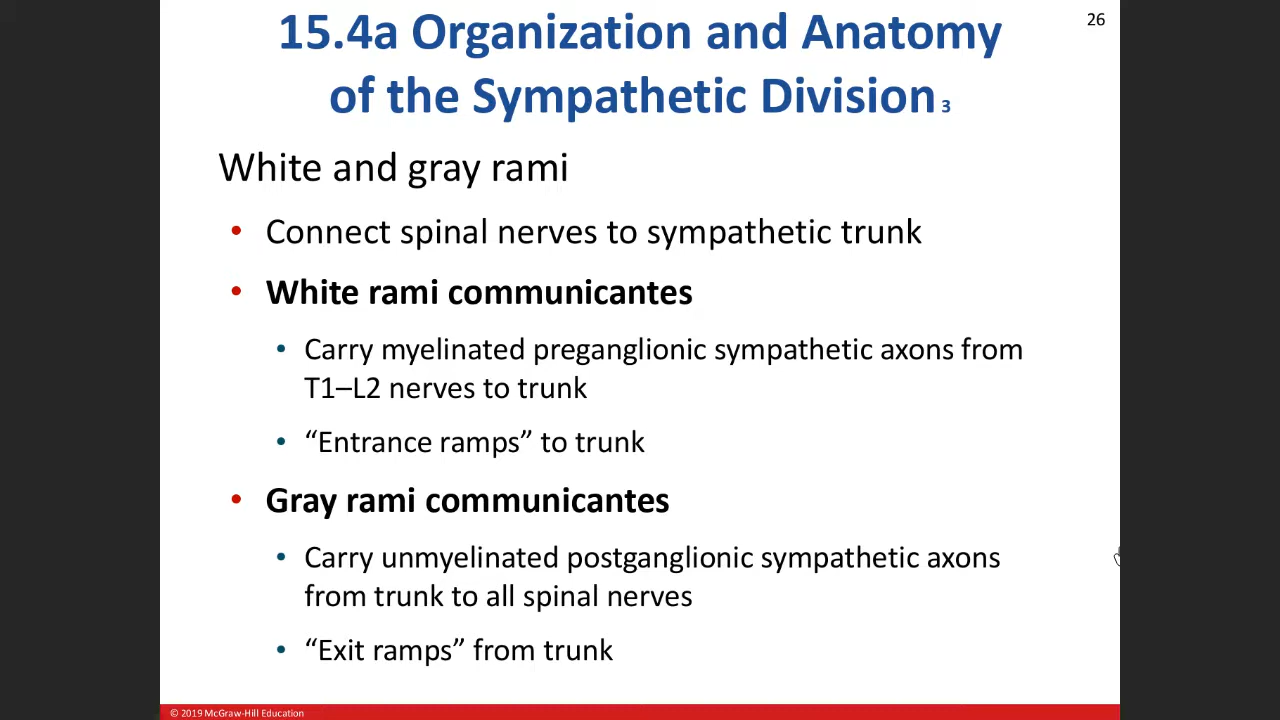 26
15.4a Organization and Anatomy
of the Sympathetic Division 3
White and gray rami
• Connect spinal nerves to sympathetic trunk
• White rami communicantes
• Carry myelinated preganglionic sympathetic axons from
T1–L2 nerves to trunk
• “Entrance ramps” to trunk
• Gray rami communicantes
• Carry unmyelinated postganglionic sympathetic axons
from trunk to all spinal nerves
• “Exit ramps” from trunk
© 2019 McGraw-Hill Education